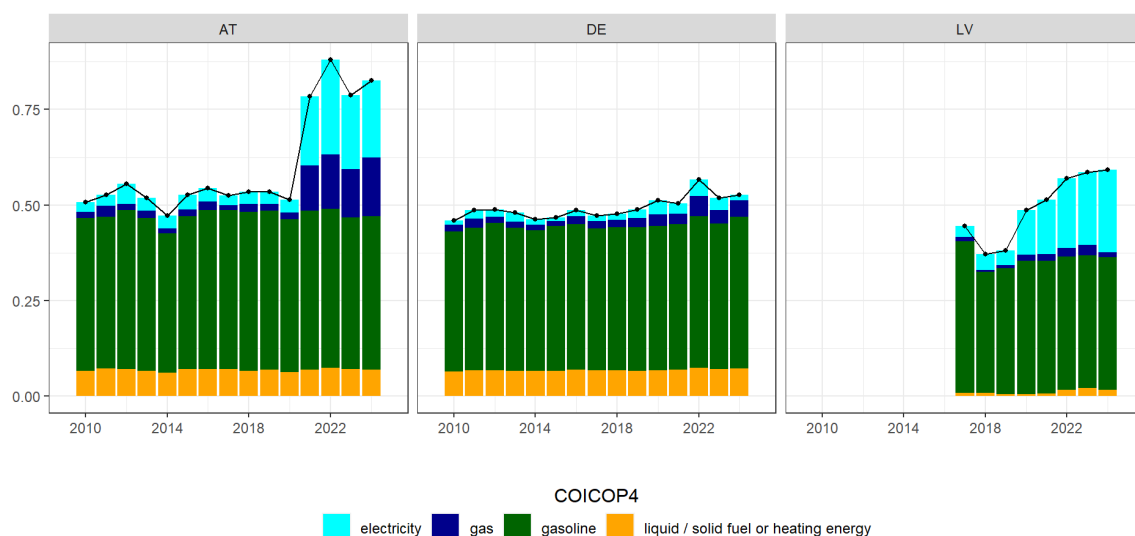 AT DE LV
0.75
0.50
0.25
0.00
2010 2014 2018 2022 2010 2014 2018 2022 2010 2014 2018 2022
COICOP4
electricity gas gasoline liquid / solid fuel or heating energy